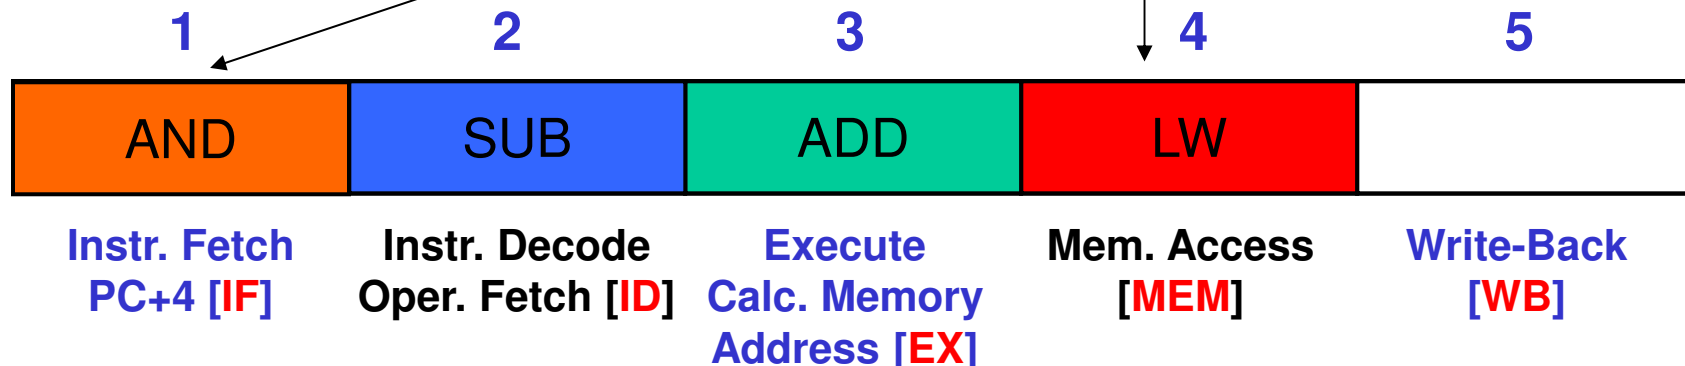 1 2 3 4 5
AND SUB ADD LW
Instr. Fetch
PC+4 [IF]
Instr. Decode
Oper. Fetch [ID]
Execute
Calc. Memory
Address [EX]
Mem. Access
[MEM]
Write-Back
[WB]